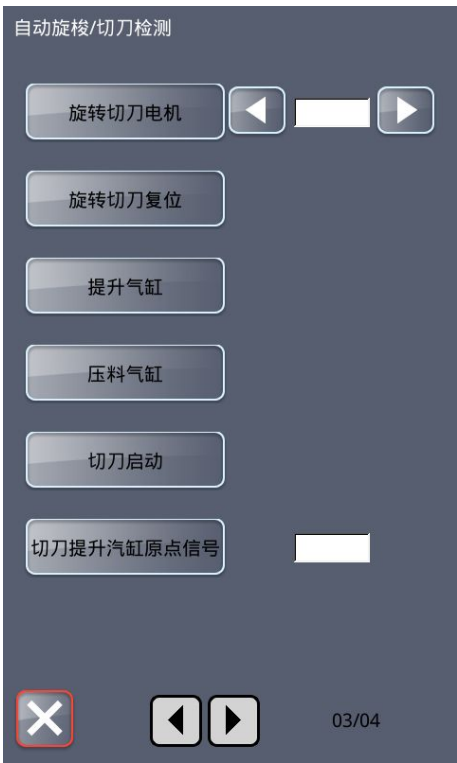 自动旋梭/切刀检测
旋转切刀电机
旋转切刀复位
提升气缸
压料气缸
切刀启动
切刀提升汽缸原点信号
03/04